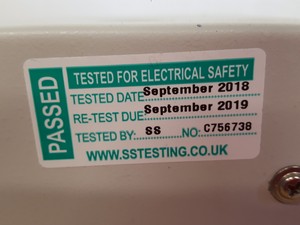 PASSED
TESTED FOR ELECTRICAL SAFETY
TESTED DATE September 2018
RE-TEST DUE September 2019
TESTED BY: SS NO: C756738
WWW.SSTESTING.CO.UK